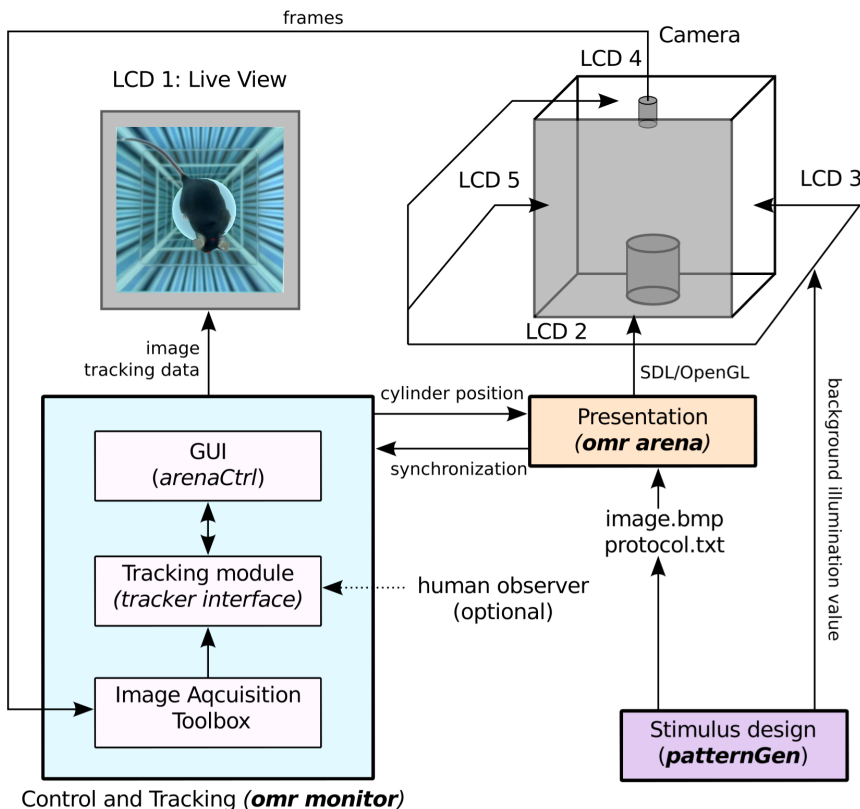 frames
Camera
LCD 4
LCD 1: Live View
LCD 5
LCD 3
LCD 2
image
tracking data
SDL/OpenGL
cylinder position
Presentation
(omr arena)
synchronization
background illumination value
GUI
(arenaCtrl)
image.bmp
protocol.txt
Tracking module
(tracker interface)
human observer
(optional)
Image Aqcuisition
Toolbox
Stimulus design
(patternGen)
Control and Tracking (omr monitor)